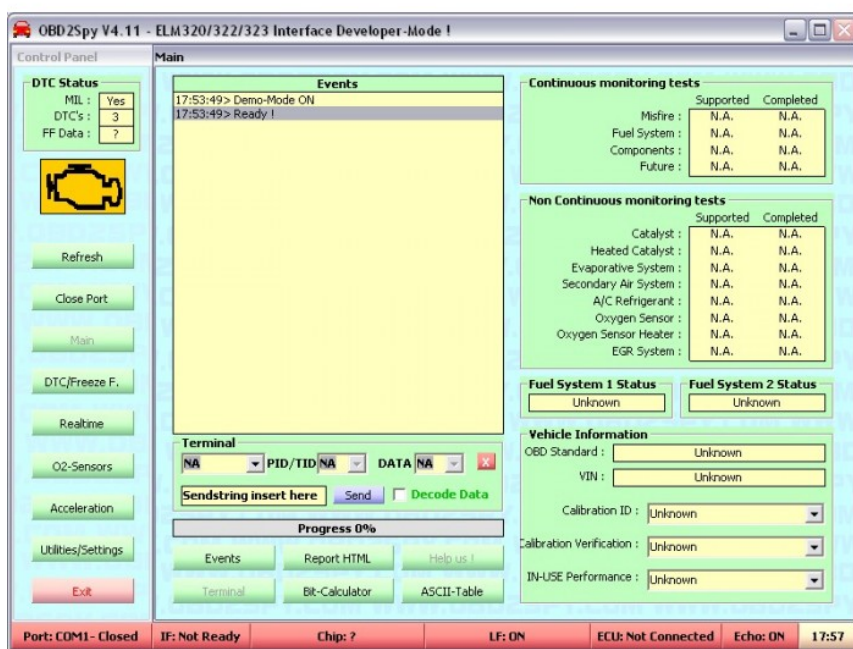 OBD2Spy V4.11 - ELM320/322/323 Interface Developer-Mode !
Control Panel
Main
DTC Status
MIL : Yes
DTC's : 3
FF Data : ?
Refresh
Close Port
Main
DTC/Freeze F.
Realtime
O2-Sensors
Acceleration
Utilities/Settings
Exit
Events
17:53:49> Demo-Mode ON
17:53:49> Ready !
Terminal
NA PID/TID NA DATA NA X
Sendstring insert here Send Decode Data
Progress 0%
Events Report HTML Help us !
Terminal Bit-Calculator ASCII-Table
Continuous monitoring tests
Supported Completed
Misfire : N.A. N.A.
Fuel System : N.A. N.A.
Components : N.A. N.A.
Future : N.A. N.A.
Non Continuous monitoring tests
Supported Completed
Catalyst : N.A. N.A.
Heated Catalyst : N.A. N.A.
Evaporative System : N.A. N.A.
Secondary Air System : N.A. N.A.
A/C Refrigerant : N.A. N.A.
Oxygen Sensor : N.A. N.A.
Oxygen Sensor Heater : N.A. N.A.
EGR System : N.A. N.A.
Fuel System 1 Status Fuel System 2 Status
Unknown Unknown
Vehicle Information
OBD Standard : Unknown
VIN : Unknown
Calibration ID : Unknown
Calibration Verification : Unknown
IN-USE Performance : Unknown
Port: COM1- Closed IF: Not Ready Chip: ? LF: ON ECU: Not Connected Echo: ON 17:57